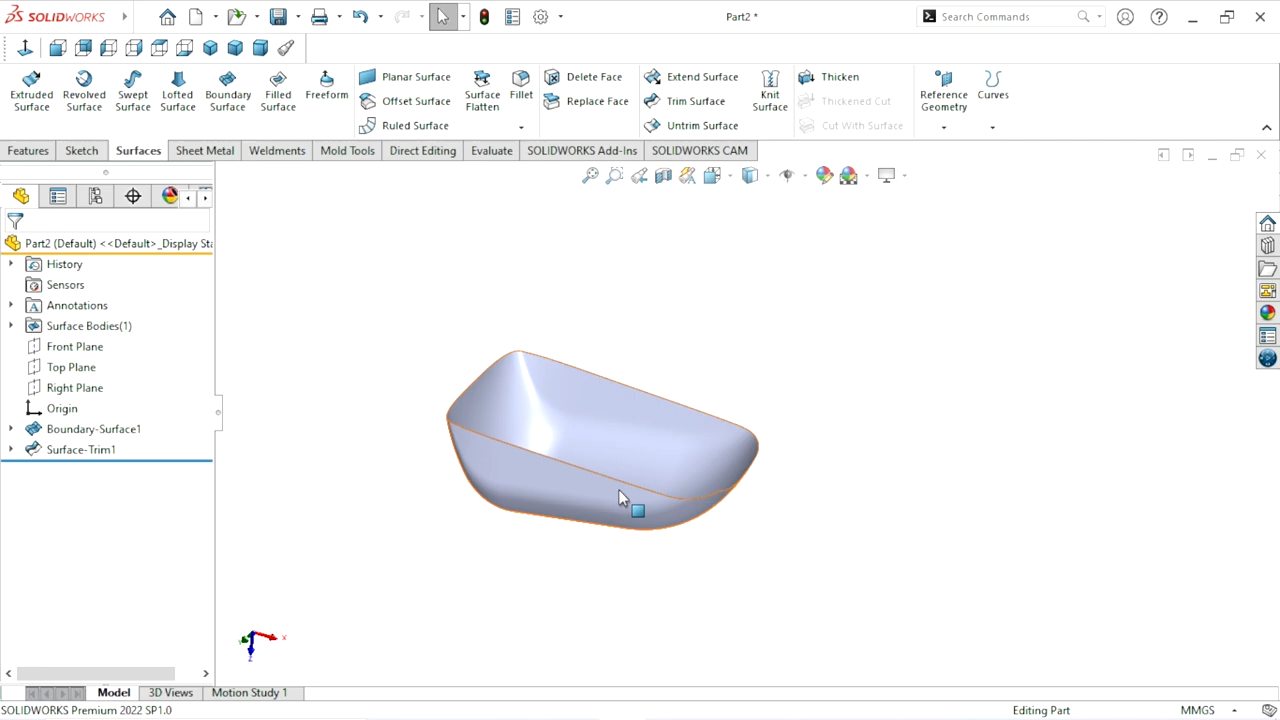 SOLIDWORKS
Part2 *
Search Commands
Extruded Surface
Revolved Surface
Swept Surface
Lofted Surface
Boundary Surface
Filled Surface
Freeform
Planar Surface
Offset Surface
Ruled Surface
Surface Flatten
Fillet
Delete Face
Replace Face
Extend Surface
Trim Surface
Untrim Surface
Knit Surface
Thicken
Thickened Cut
Cut With Surface
Reference Geometry
Curves
Features
Sketch
Surfaces
Sheet Metal
Weldments
Mold Tools
Direct Editing
Evaluate
SOLIDWORKS Add-Ins
SOLIDWORKS CAM
Part2 (Default) <<Default>_Display Sta
History
Sensors
Annotations
Surface Bodies(1)
Front Plane
Top Plane
Right Plane
Origin
Boundary-Surface1
Surface-Trim1
X
Y
Z
Model
3D Views
Motion Study 1
SOLIDWORKS Premium 2022 SP1.0
Editing Part
MMGS